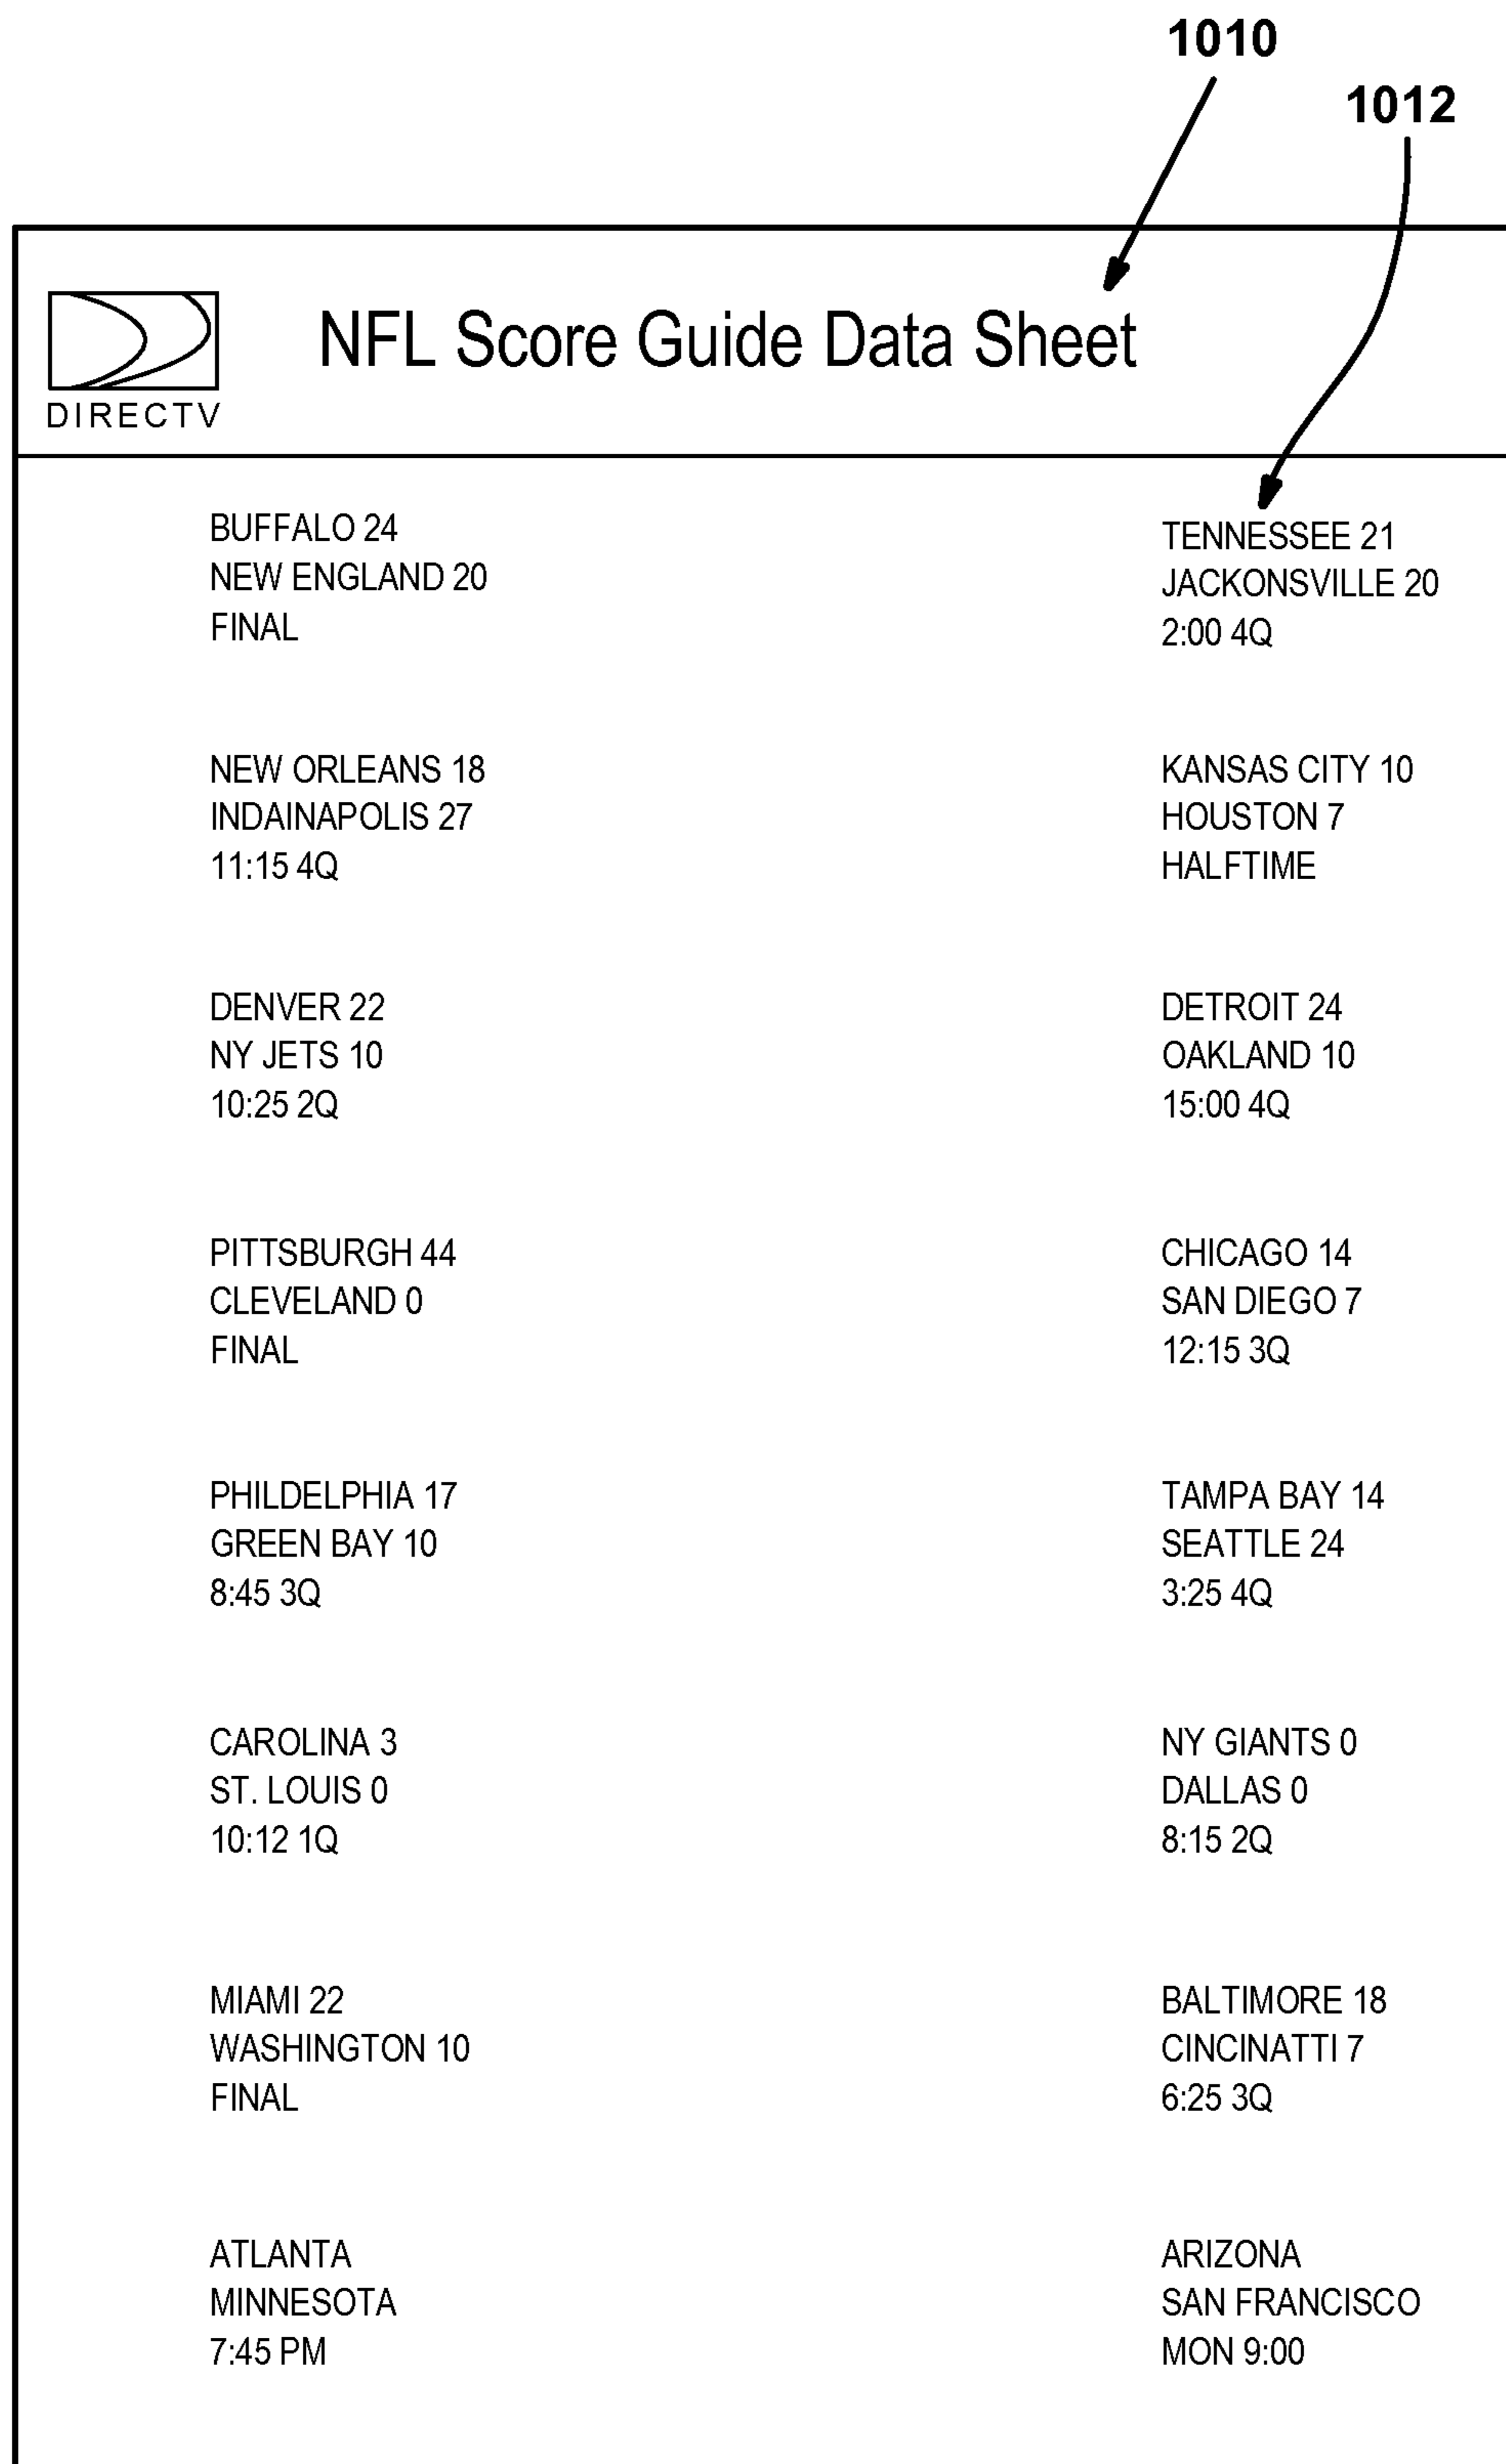 1010
1012
DIRECTV
NFL Score Guide Data Sheet
BUFFALO 24
NEW ENGLAND 20
FINAL
TENNESSEE 21
JACKONSVILLE 20
2:00 4Q
NEW ORLEANS 18
INDAINAPOLIS 27
11:15 4Q
KANSAS CITY 10
HOUSTON 7
HALFTIME
DENVER 22
NY JETS 10
10:25 2Q
DETROIT 24
OAKLAND 10
15:00 4Q
PITTSBURGH 44
CLEVELAND 0
FINAL
CHICAGO 14
SAN DIEGO 7
12:15 3Q
PHILDELPHIA 17
GREEN BAY 10
8:45 3Q
TAMPA BAY 14
SEATTLE 24
3:25 4Q
CAROLINA 3
ST. LOUIS 0
10:12 1Q
NY GIANTS 0
DALLAS 0
8:15 2Q
MIAMI 22
WASHINGTON 10
FINAL
BALTIMORE 18
CINCINATTI 7
6:25 3Q
ATLANTA
MINNESOTA
7:45 PM
ARIZONA
SAN FRANCISCO
MON 9:00